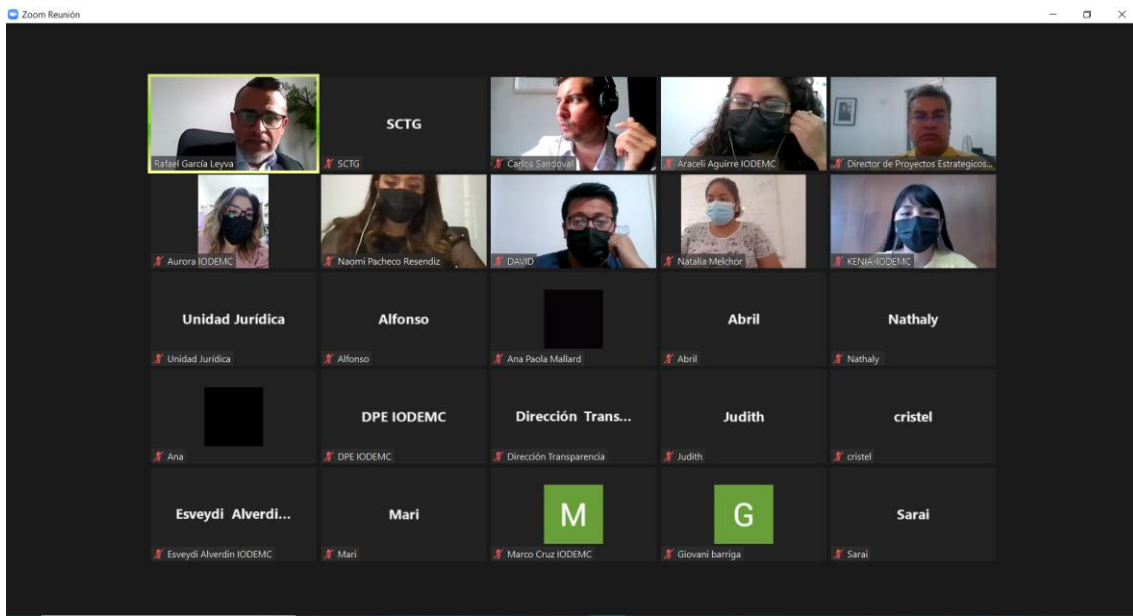 Zoom Reunión
Rafael García Leyva
SCTG
SCTG
Carlos Sandoval
Araceli Aguirre IODEMC
Director de Proyectos Estrategicos...
Aurora IODEMC
Naomi Pacheco Resendiz
DAVID
Natalia Melchor
KENIA-IODEMC
Unidad Jurídica
Unidad Jurídica
Alfonso
Alfonso
Ana Paola Mallard
Abril
Abril
Nathaly
Nathaly
Ana
DPE IODEMC
DPE IODEMC
Dirección Trans...
Dirección Transparencia
Judith
Judith
cristel
cristel
Esveydi Alverdi...
Esveydi Alverdin IODEMC
Mari
Mari
M
Marco Cruz IODEMC
G
Giovani barriga
Sarai
Sarai